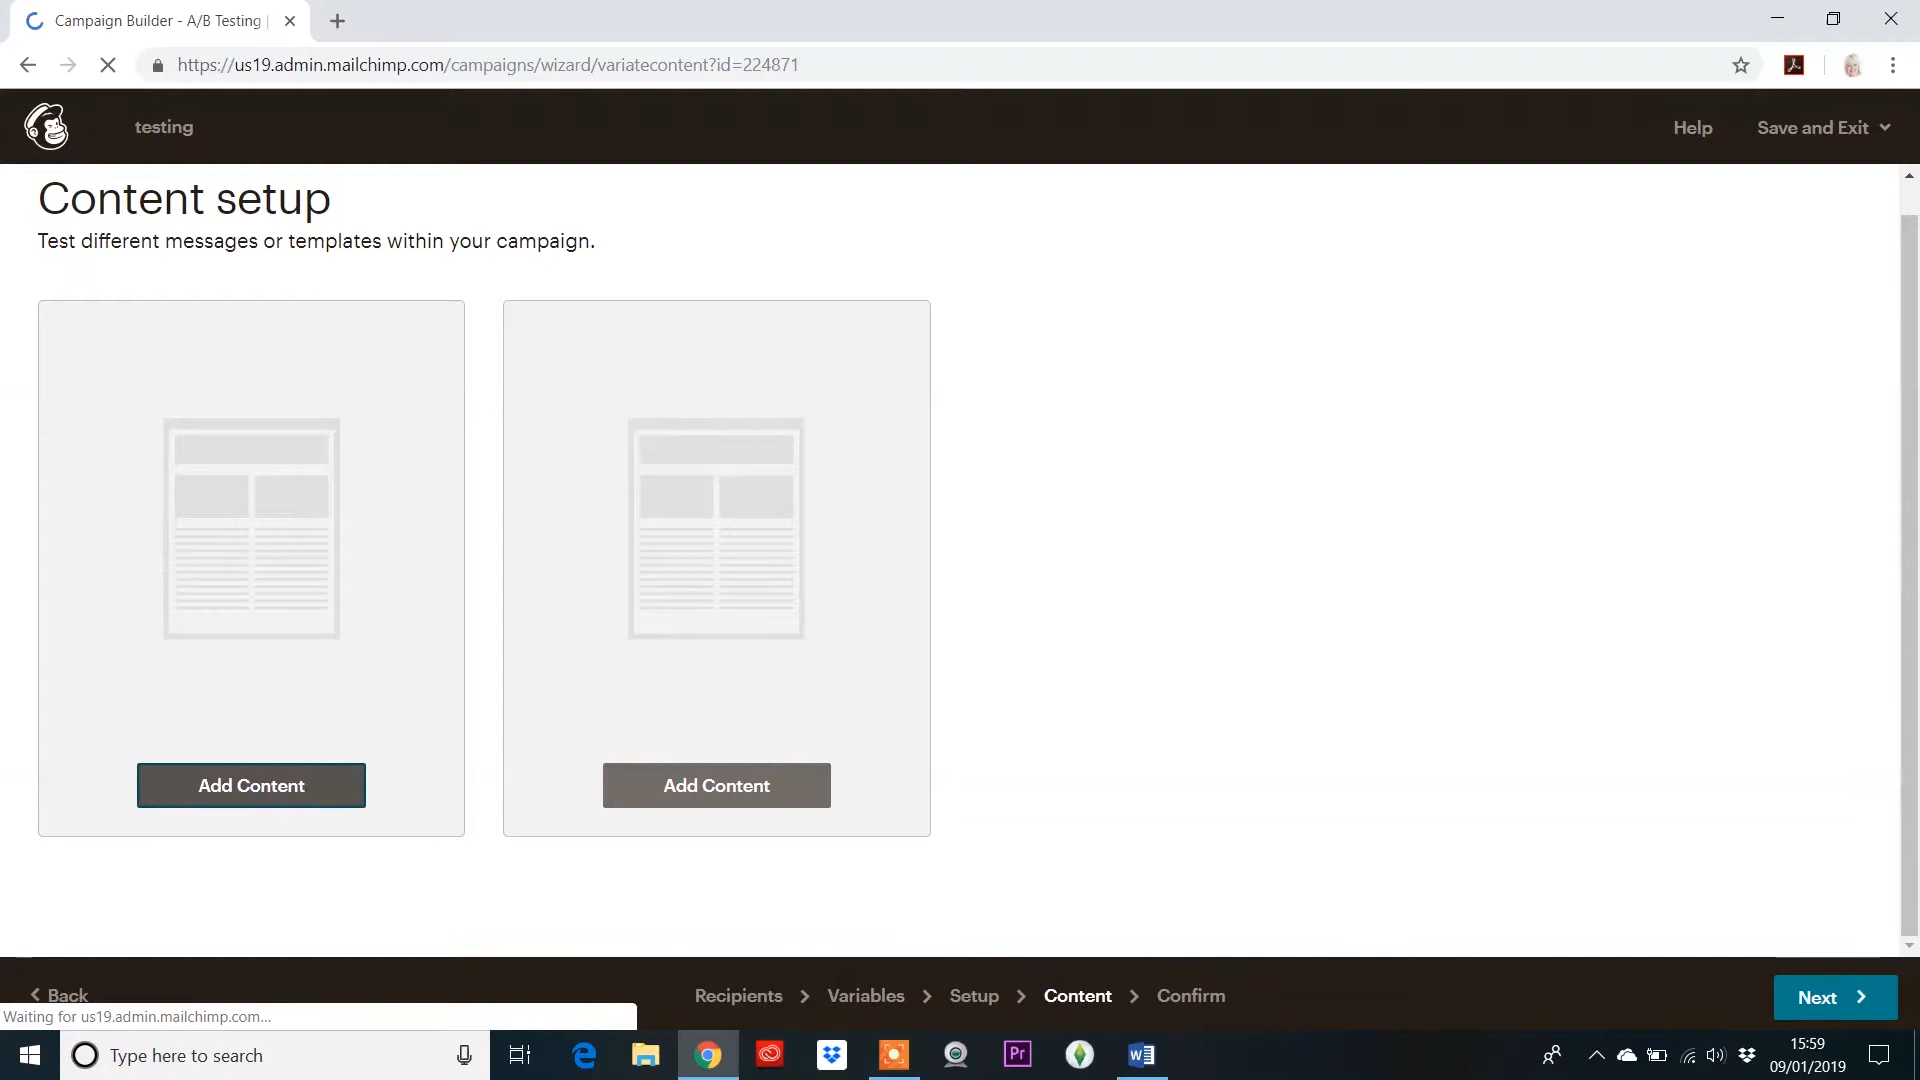 Campaign Builder - A/B Testing |
https://us19.admin.mailchimp.com/campaigns/wizard/variatecontent?id=224871
testing
Help
Save and Exit
Content setup
Test different messages or templates within your campaign.
Add Content
Add Content
Back
Recipients
Variables
Setup
Content
Confirm
Next
Waiting for us19.admin.mailchimp.com...
Type here to search
Pr
W
15:59
09/01/2019